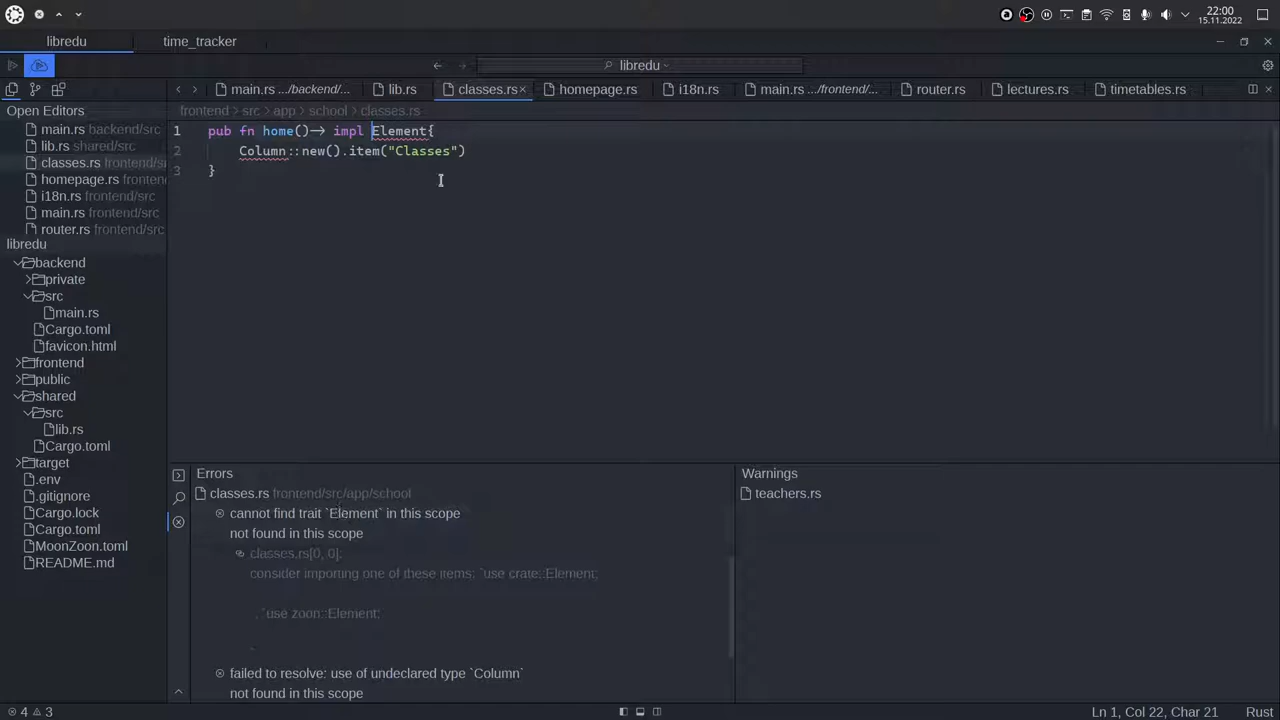 22:00
15.11.2022
libredu
time_tracker
libredu
main.rs .../backend/...
lib.rs
classes.rs×
homepage.rs
i18n.rs
main.rs .../frontend/...
router.rs
lectures.rs
timetables.rs
Open Editors
main.rs backend/src
lib.rs shared/src
classes.rs frontend/src
homepage.rs frontend
i18n.rs frontend/src
main.rs frontend/src
router.rs frontend/src
libredu
backend
private
src
main.rs
Cargo.toml
favicon.html
frontend
public
shared
src
lib.rs
Cargo.toml
target
.env
.gitignore
Cargo.lock
Cargo.toml
MoonZoon.toml
README.md
frontend > src > app > school > classes.rs
1 pub fn home()-> impl Element{
2 Column::new().item("Classes")
3 }
Errors
classes.rs frontend/src/app/school
cannot find trait `Element` in this scope
not found in this scope
classes.rs[0, 0]:
consider importing one of these items: `use crate::Element;
, `use zoon::Element;
`
failed to resolve: use of undeclared type `Column`
not found in this scope
Warnings
teachers.rs
4
3
Ln 1, Col 22, Char 21
Rust